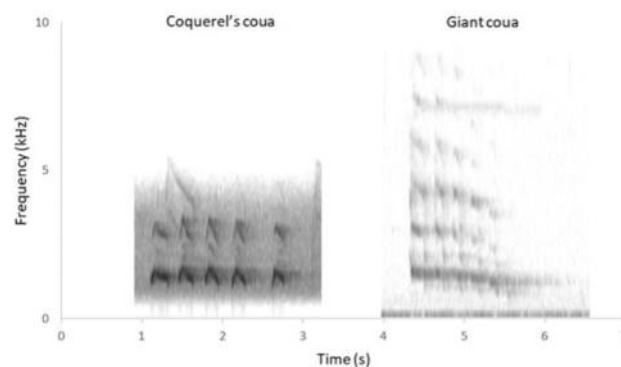 Coquerel's coua
Giant coua
10
5
0
Frequency (kHz)
0 1 2 3 4 5 6
Time (s)